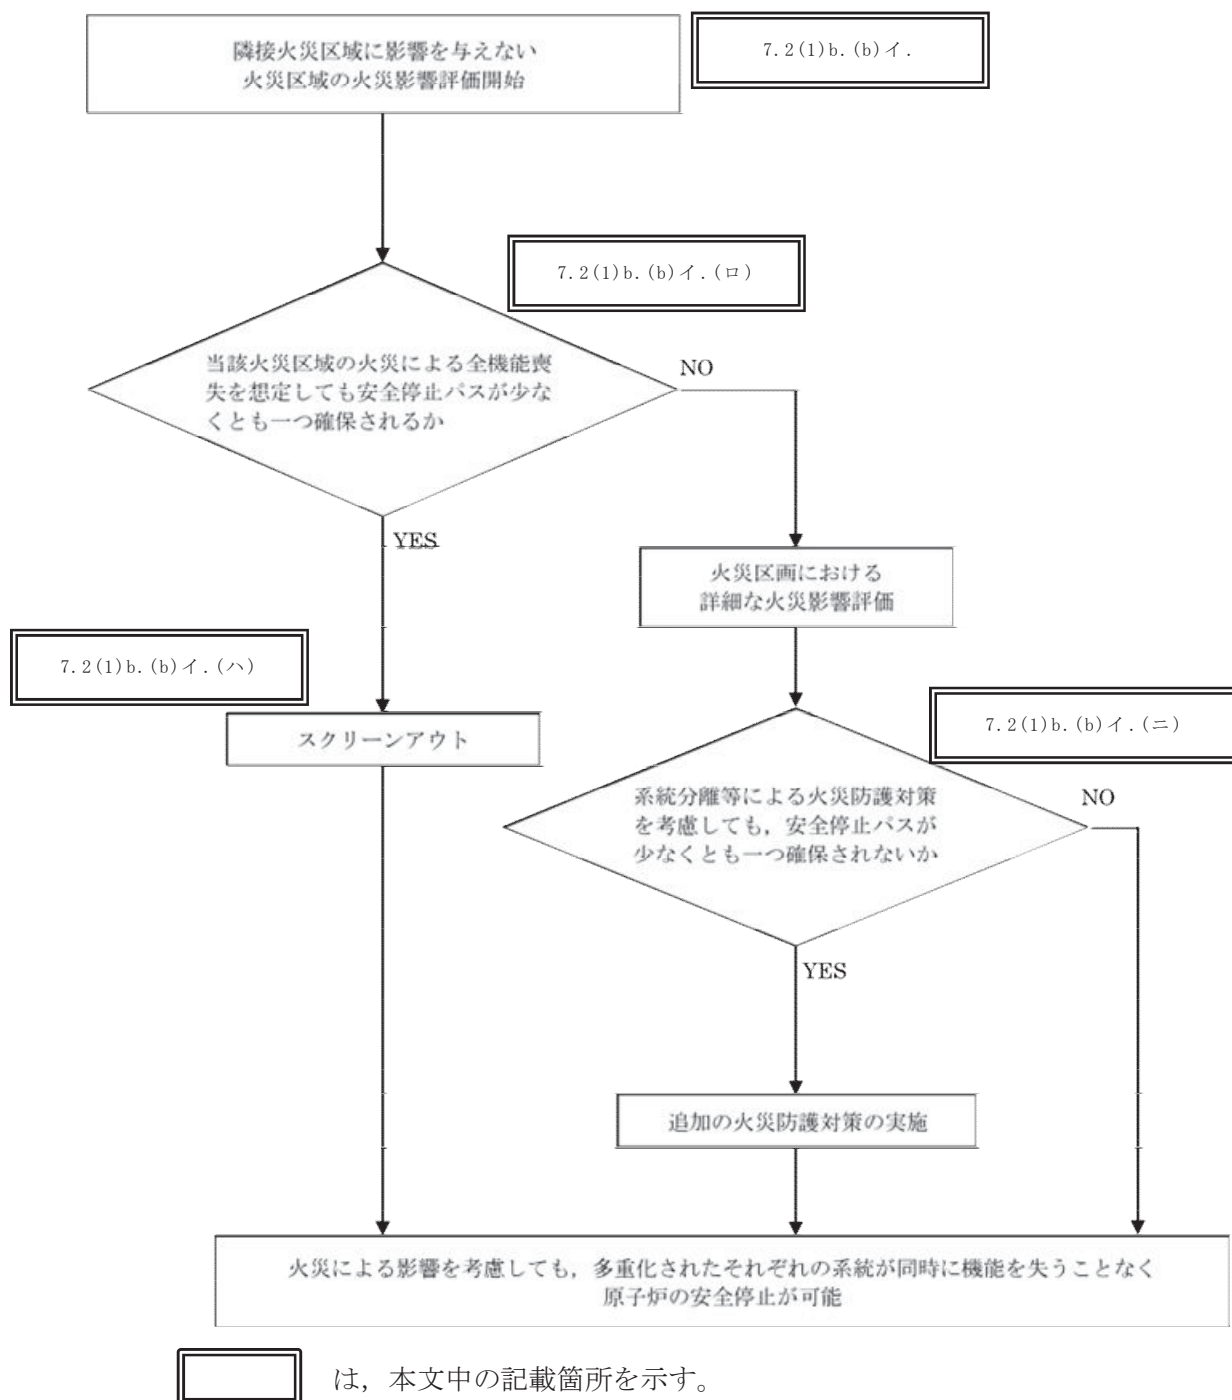 隣接火災区域に影響を与えない
火災区域の火災影響評価開始
7.2(1)b.(b)イ.
7.2(1)b.(b)イ.(ロ)
当該火災区域の火災による全機能喪
失を想定しても安全停止パスが少な
くとも一つ確保されるか
NO
YES
火災区画における
詳細な火災影響評価
7.2(1)b.(b)イ.(ハ)
スクリーンアウト
7.2(1)b.(b)イ.(ニ)
系統分離等による火災防護対策
を考慮しても，安全停止パスが
少なくとも一つ確保されないか
NO
YES
追加の火災防護対策の実施
火災による影響を考慮しても，多重化されたそれぞれの系統が同時に機能を失うことなく
原子炉の安全停止が可能
は，本文中の記載箇所を示す。